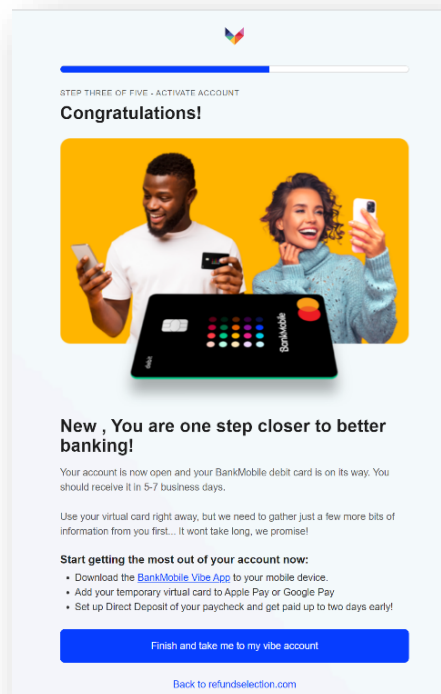 STEP THREE OF FIVE - ACTIVATE ACCOUNT
Congratulations!
debit
BankMobile
New , You are one step closer to better
banking!
Your account is now open and your BankMobile debit card is on its way. You
should receive it in 5-7 business days.
Use your virtual card right away, but we need to gather just a few more bits of
information from you first... It wont take long, we promise!
Start getting the most out of your account now:
• Download the BankMobile Vibe App to your mobile device.
• Add your temporary virtual card to Apple Pay or Google Pay
• Set up Direct Deposit of your paycheck and get paid up to two days early!
Finish and take me to my vibe account
Back to refundselection.com